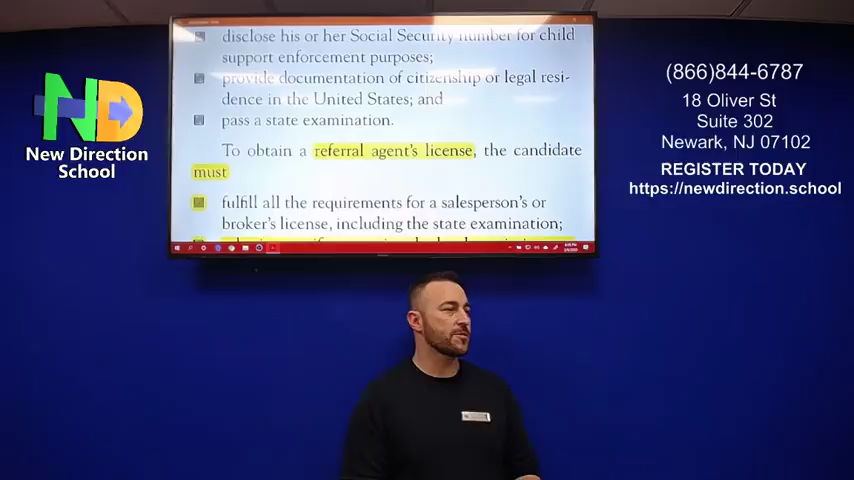 disclose his or her Social Security number for child
support enforcement purposes;
provide documentation of citizenship or legal resi-
dence in the United States; and
pass a state examination.
To obtain a referral agent's license, the candidate
must
fulfill all the requirements for a salesperson's or
broker's license, including the state examination;
ND
New Direction
School
(866)844-6787
18 Oliver St
Suite 302
Newark, NJ 07102
REGISTER TODAY
https://newdirection.school